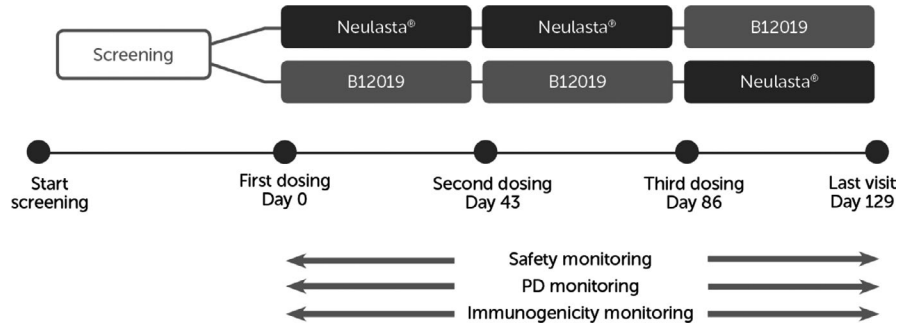 Neulasta®
Neulasta®
B12019
Screening
B12019
B12019
Neulasta®
Start
screening
First dosing
Day 0
Second dosing
Day 43
Third dosing
Day 86
Last visit
Day 129
Safety monitoring
PD monitoring
Immunogenicity monitoring